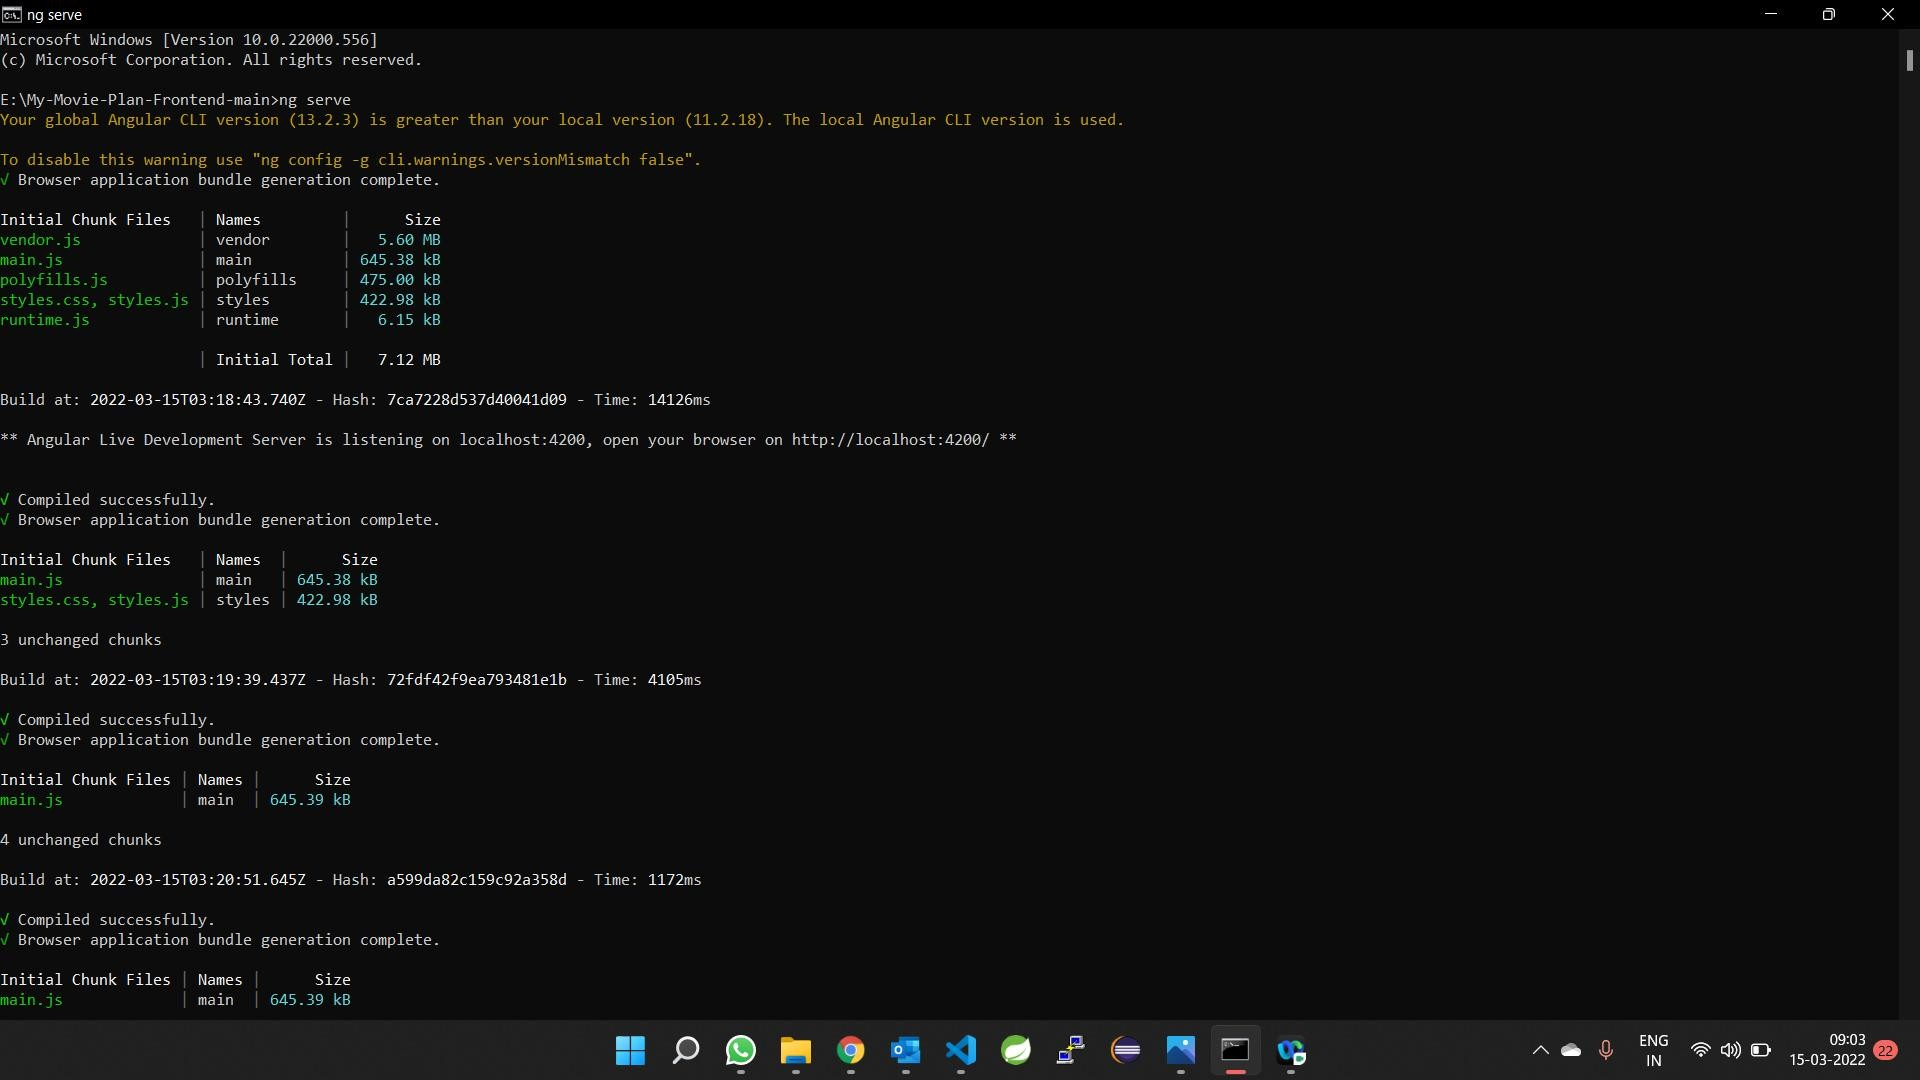 ng serve
Microsoft Windows [Version 10.0.22000.556]
(c) Microsoft Corporation. All rights reserved.
E:\My-Movie-Plan-Frontend-main>ng serve
Your global Angular CLI version (13.2.3) is greater than your local version (11.2.18). The local Angular CLI version is used.
To disable this warning use "ng config -g cli.warnings.versionMismatch false".
√ Browser application bundle generation complete.
Initial Chunk Files | Names | Size
vendor.js | vendor | 5.60 MB
main.js | main | 645.38 kB
polyfills.js | polyfills | 475.00 kB
styles.css, styles.js | styles | 422.98 kB
runtime.js | runtime | 6.15 kB
| Initial Total | 7.12 MB
Build at: 2022-03-15T03:18:43.740Z - Hash: 7ca7228d537d40041d09 - Time: 14126ms
** Angular Live Development Server is listening on localhost:4200, open your browser on http://localhost:4200/ **
√ Compiled successfully.
√ Browser application bundle generation complete.
Initial Chunk Files | Names | Size
main.js | main | 645.38 kB
styles.css, styles.js | styles | 422.98 kB
3 unchanged chunks
Build at: 2022-03-15T03:19:39.437Z - Hash: 72fdf42f9ea793481e1b - Time: 4105ms
√ Compiled successfully.
√ Browser application bundle generation complete.
Initial Chunk Files | Names | Size
main.js | main | 645.39 kB
4 unchanged chunks
Build at: 2022-03-15T03:20:51.645Z - Hash: a599da82c159c92a358d - Time: 1172ms
√ Compiled successfully.
√ Browser application bundle generation complete.
Initial Chunk Files | Names | Size
main.js | main | 645.39 kB
ENG
IN
09:03
15-03-2022
22